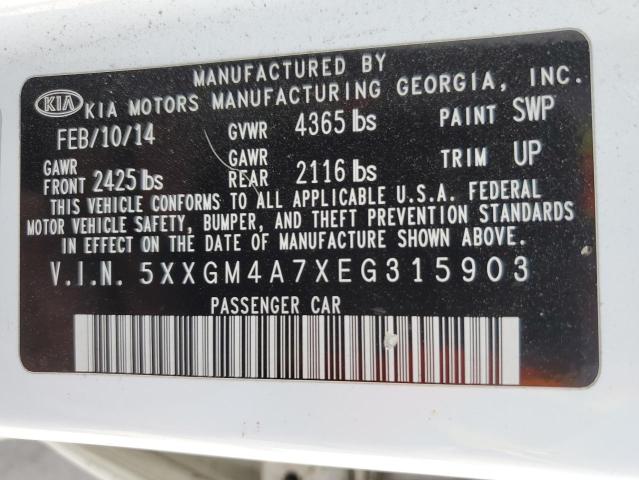 MANUFACTURED BY
KIA KIA MOTORS MANUFACTURING GEORGIA, INC.
FEB/10/14 GVWR 4365 lbs PAINT SWP
GAWR FRONT 2425 lbs GAWR REAR 2116 lbs TRIM UP
THIS VEHICLE CONFORMS TO ALL APPLICABLE U.S.A. FEDERAL
MOTOR VEHICLE SAFETY, BUMPER, AND THEFT PREVENTION STANDARDS
IN EFFECT ON THE DATE OF MANUFACTURE SHOWN ABOVE.
V.I.N. 5XXGM4A7XEG315903
PASSENGER CAR